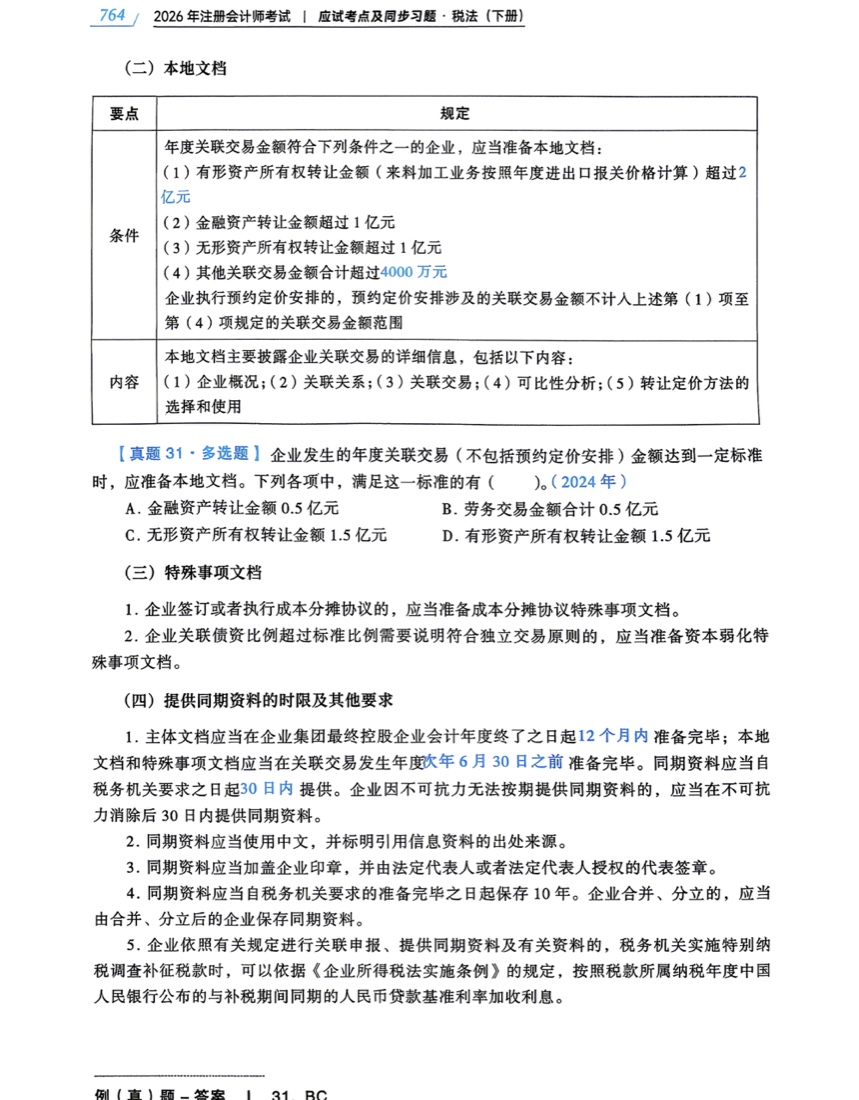 764 2026年注册会计师考试 | 应试考点及同步习题·税法（下册）
（二）本地文档
要点 规定
条件
年度关联交易金额符合下列条件之一的企业，应当准备本地文档：
（1）有形资产所有权转让金额（来料加工业务按照年度进出口报关价格计算）超过2
亿元
（2）金融资产转让金额超过1亿元
（3）无形资产所有权转让金额超过1亿元
（4）其他关联交易金额合计超过4000万元
企业执行预约定价安排的，预约定价安排涉及的关联交易金额不计入上述第（1）项至
第（4）项规定的关联交易金额范围
内容
本地文档主要披露企业关联交易的详细信息，包括以下内容：
（1）企业概况；（2）关联关系；（3）关联交易；（4）可比性分析；（5）转让定价方法的
选择和使用
【真题31·多选题】企业发生的年度关联交易（不包括预约定价安排）金额达到一定标准
时，应准备本地文档。下列各项中，满足这一标准的有（ ）。（2024年）
A. 金融资产转让金额0.5亿元 B. 劳务交易金额合计0.5亿元
C. 无形资产所有权转让金额1.5亿元 D. 有形资产所有权转让金额1.5亿元
（三）特殊事项文档
1. 企业签订或者执行成本分摊协议的，应当准备成本分摊协议特殊事项文档。
2. 企业关联债资比例超过标准比例需要说明符合独立交易原则的，应当准备资本弱化特
殊事项文档。
（四）提供同期资料的时限及其他要求
1. 主体文档应当在企业集团最终控股企业会计年度终了之日起12个月内准备完毕；本地
文档和特殊事项文档应当在关联交易发生年度次年6月30日之前准备完毕。同期资料应当自
税务机关要求之日起30日内提供。企业因不可抗力无法按期提供同期资料的，应当在不可抗
力消除后30日内提供同期资料。
2. 同期资料应当使用中文，并标明引用信息资料的出处来源。
3. 同期资料应当加盖企业印章，并由法定代表人或者法定代表人授权的代表签章。
4. 同期资料应当自税务机关要求的准备完毕之日起保存10年。企业合并、分立的，应当
由合并、分立后的企业保存同期资料。
5. 企业依照有关规定进行关联申报、提供同期资料及有关资料的，税务机关实施特别纳
税调查补征税款时，可以依据《企业所得税法实施条例》的规定，按照税款所属纳税年度中国
人民银行公布的与补税期间同期的人民币贷款基准利率加收利息。
例（真）题－答案 | 31. BC